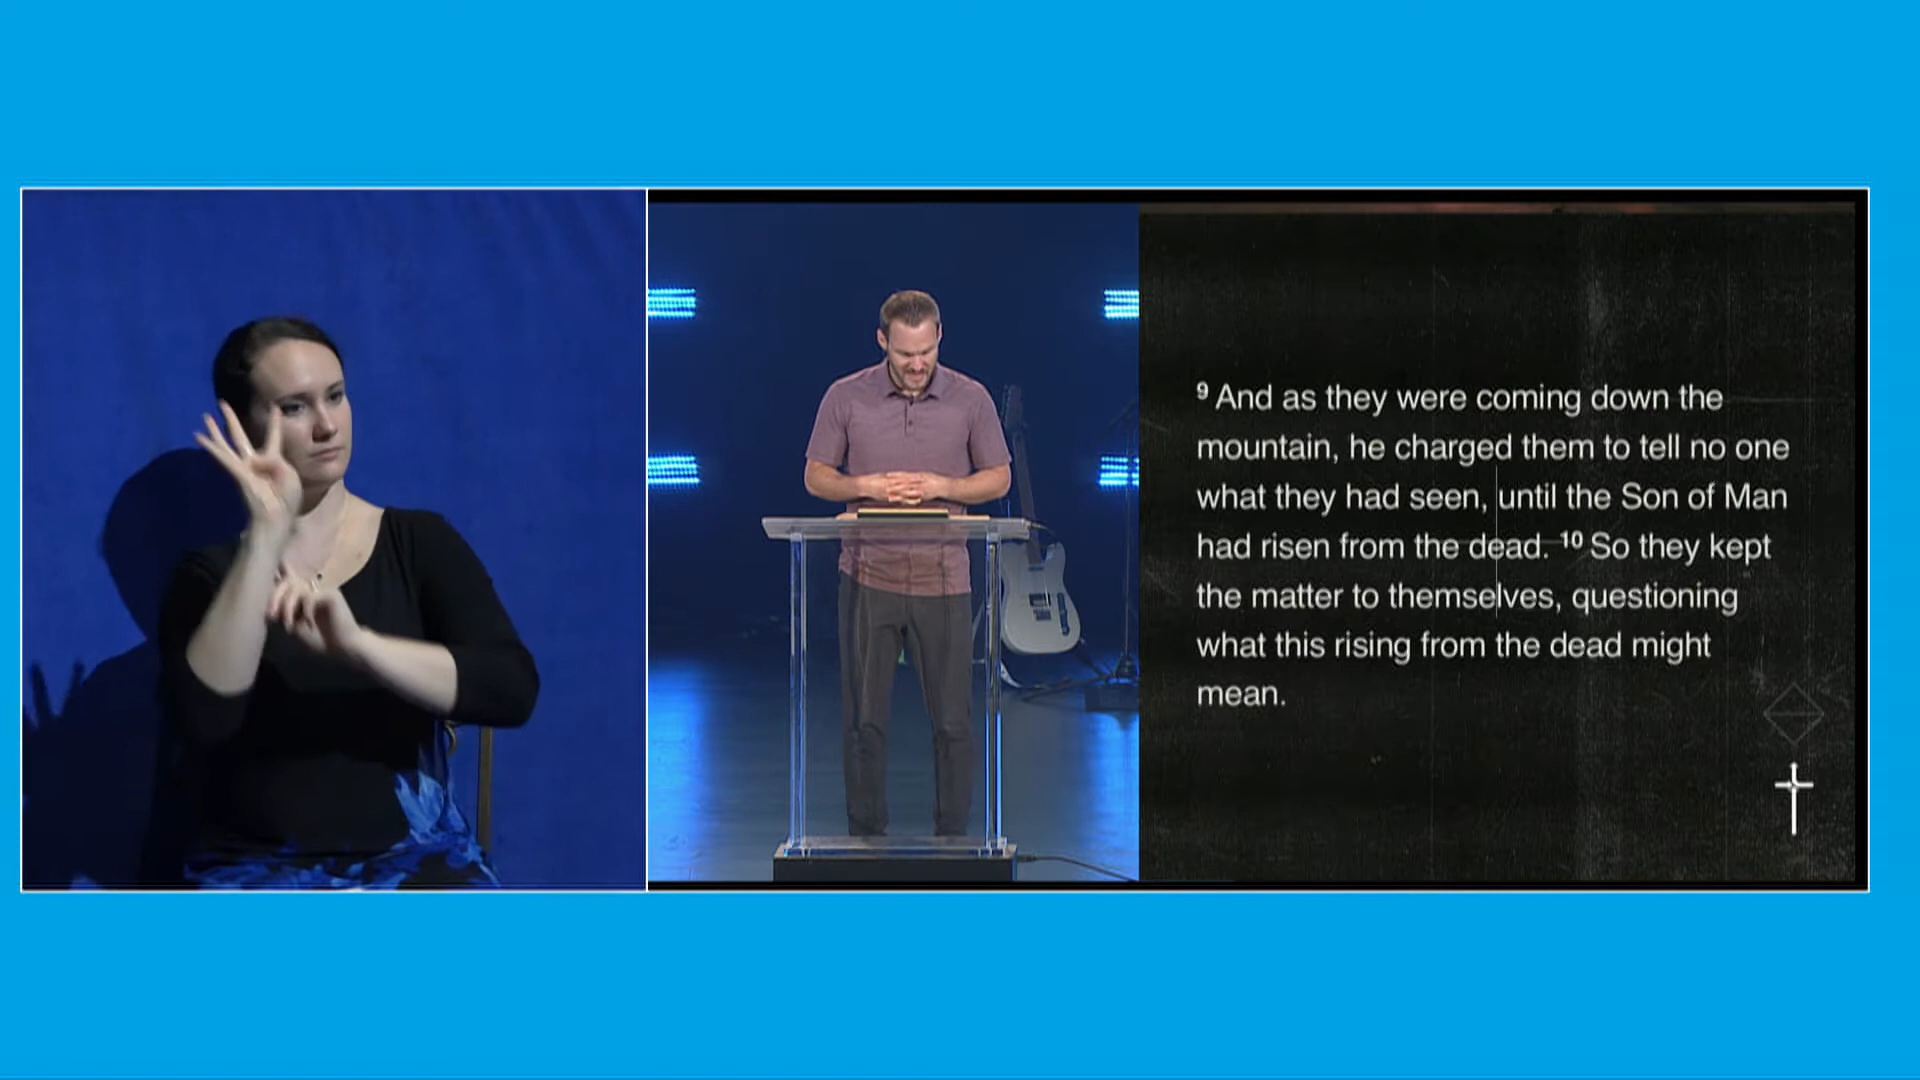 ⁹ And as they were coming down the
mountain, he charged them to tell no one
what they had seen, until the Son of Man
had risen from the dead. ¹⁰ So they kept
the matter to themselves, questioning
what this rising from the dead might
mean.